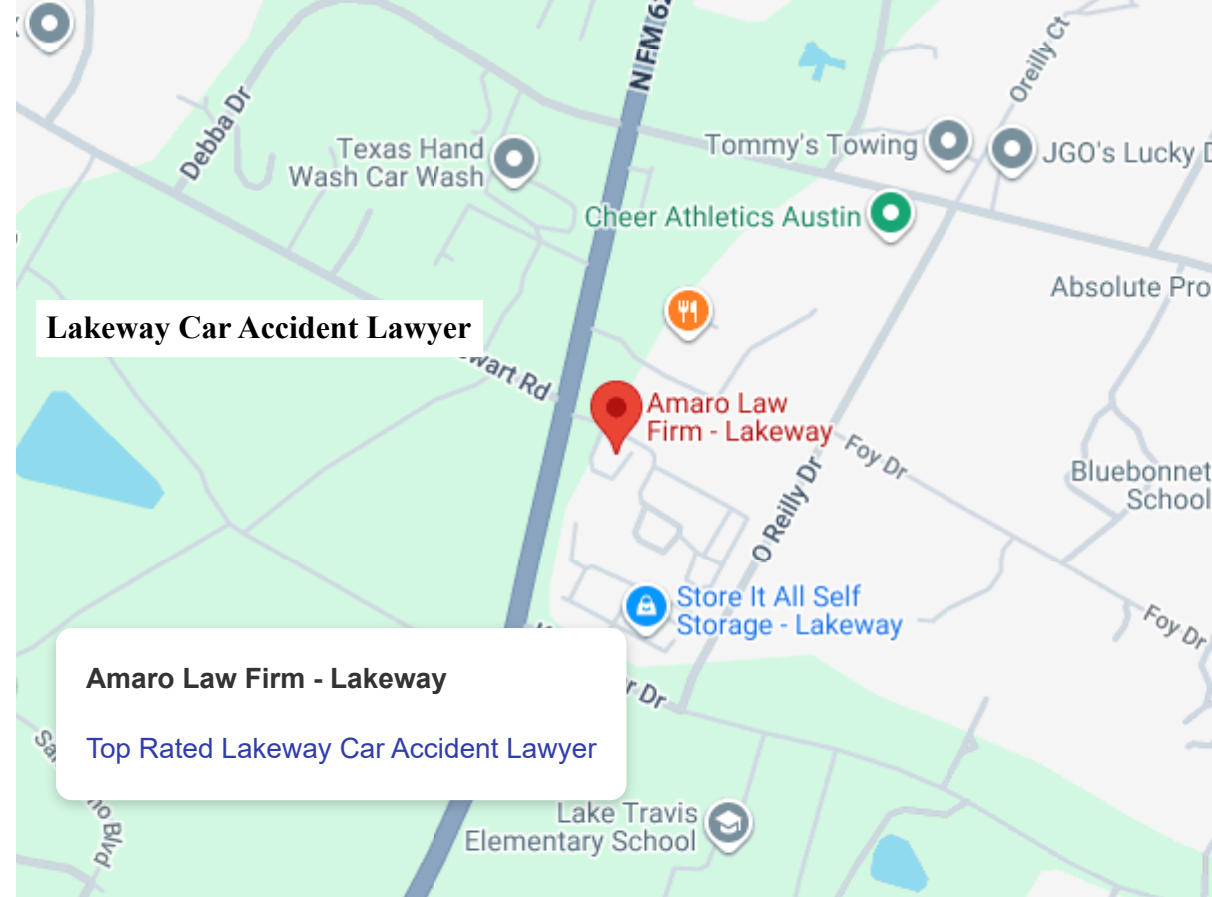 N FM 62
Oreilly Ct
Debba Dr
Texas Hand
Wash Car Wash
Tommy's Towing
JGO's Lucky D
Cheer Athletics Austin
Absolute Pro
Lakeway Car Accident Lawyer
wart Rd
Amaro Law
Firm - Lakeway
Foy Dr
Bluebonnet
School
O Reilly Dr
Store It All Self
Storage - Lakeway
Foy Dr
r Dr
Amaro Law Firm - Lakeway
Top Rated Lakeway Car Accident Lawyer
Sa
no Blvd
Lake Travis
Elementary School